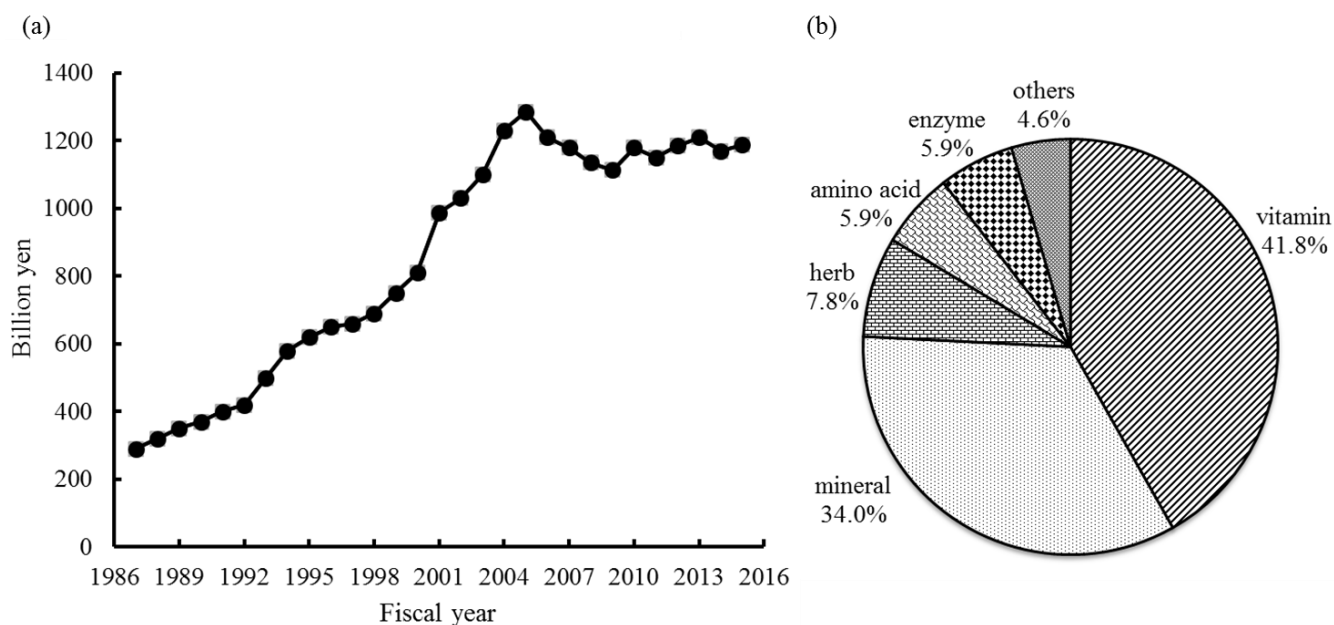 (a)
Billion yen
1400
1200
1000
800
600
400
200
0
1986 1989 1992 1995 1998 2001 2004 2007 2010 2013 2016
Fiscal year
(b)
others
4.6%
enzyme
5.9%
amino acid
5.9%
herb
7.8%
mineral
34.0%
vitamin
41.8%